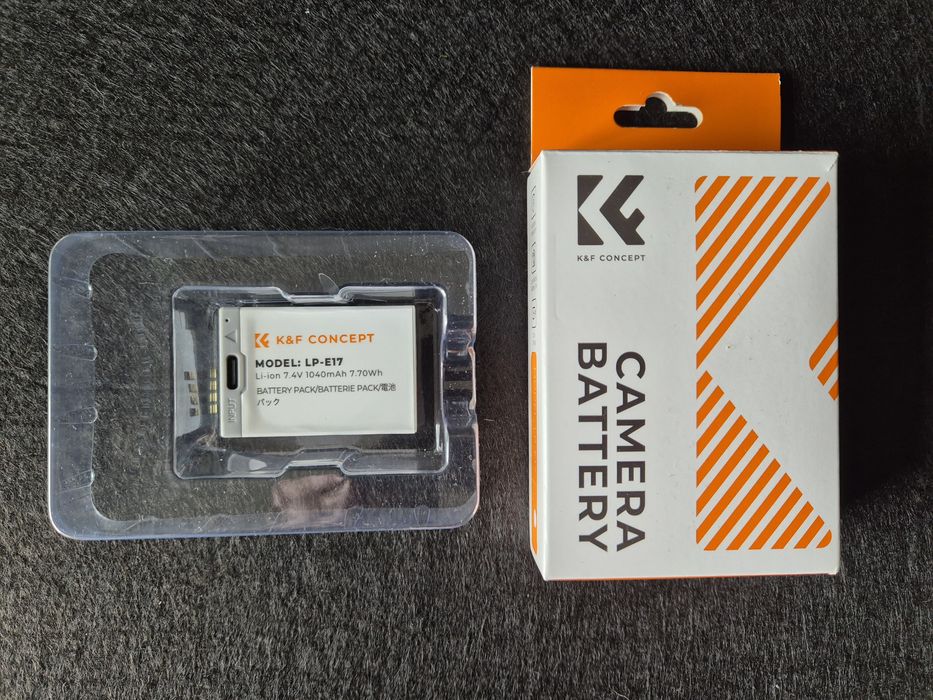 K&F CONCEPT
MODEL: LP-E17
Li-ion 7.4V 1040mAh 7.70Wh
BATTERY PACK/BATTERIE PACK/電池
パック
INPUT
KF
K&F CONCEPT
CAMERA
BATTERY